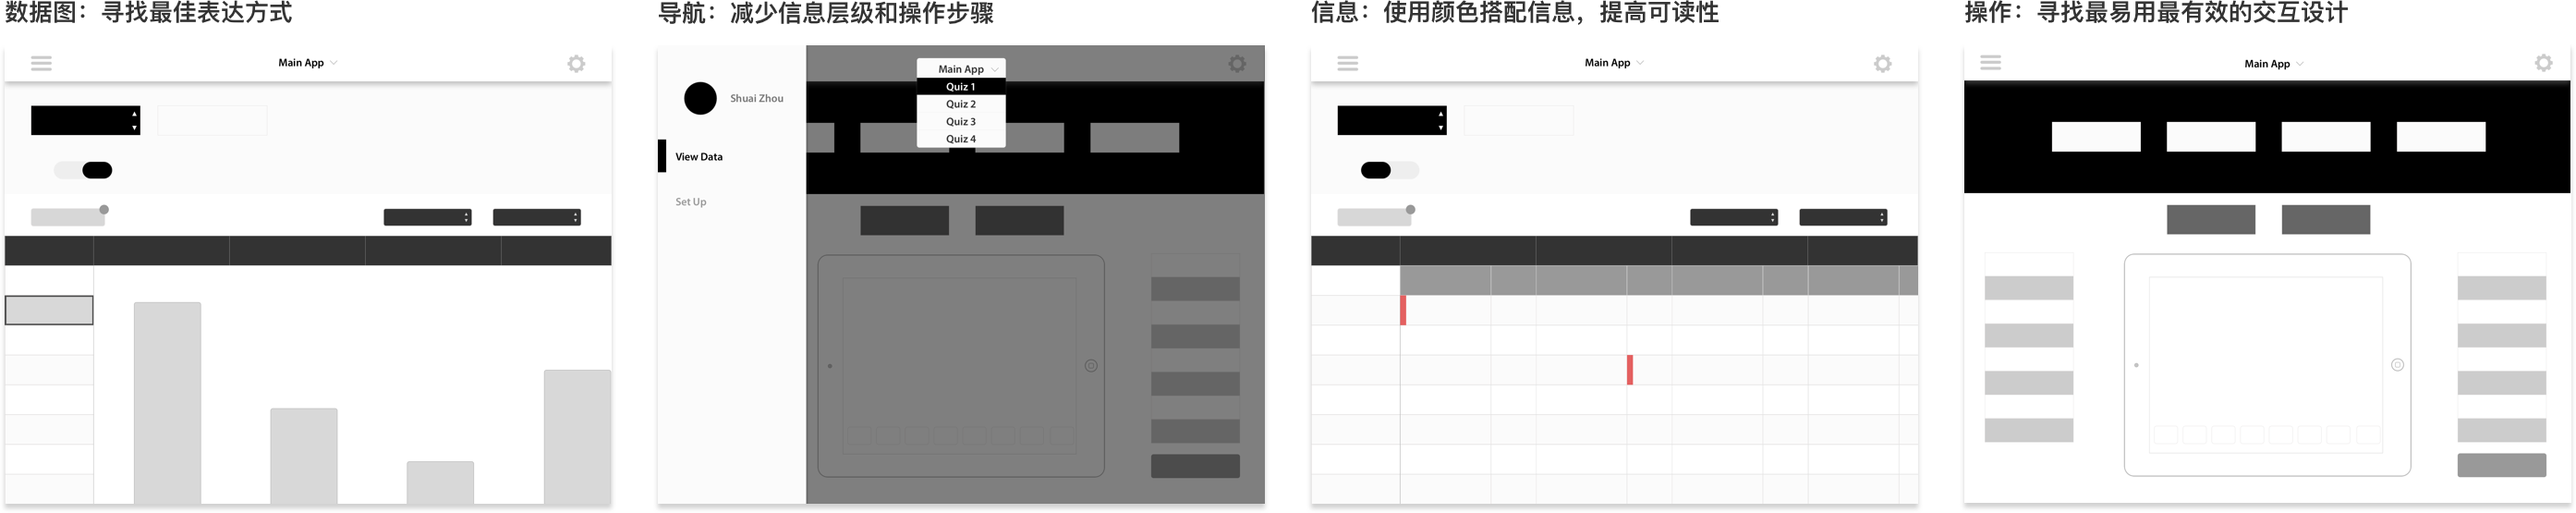 数据图：寻找最佳表达方式
Main App
导航：减少信息层级和操作步骤
Shuai Zhou
View Data
Set Up
Main App
Quiz 1
Quiz 2
Quiz 3
Quiz 4
信息：使用颜色搭配信息，提高可读性
Main App
操作：寻找最易用最有效的交互设计
Main App